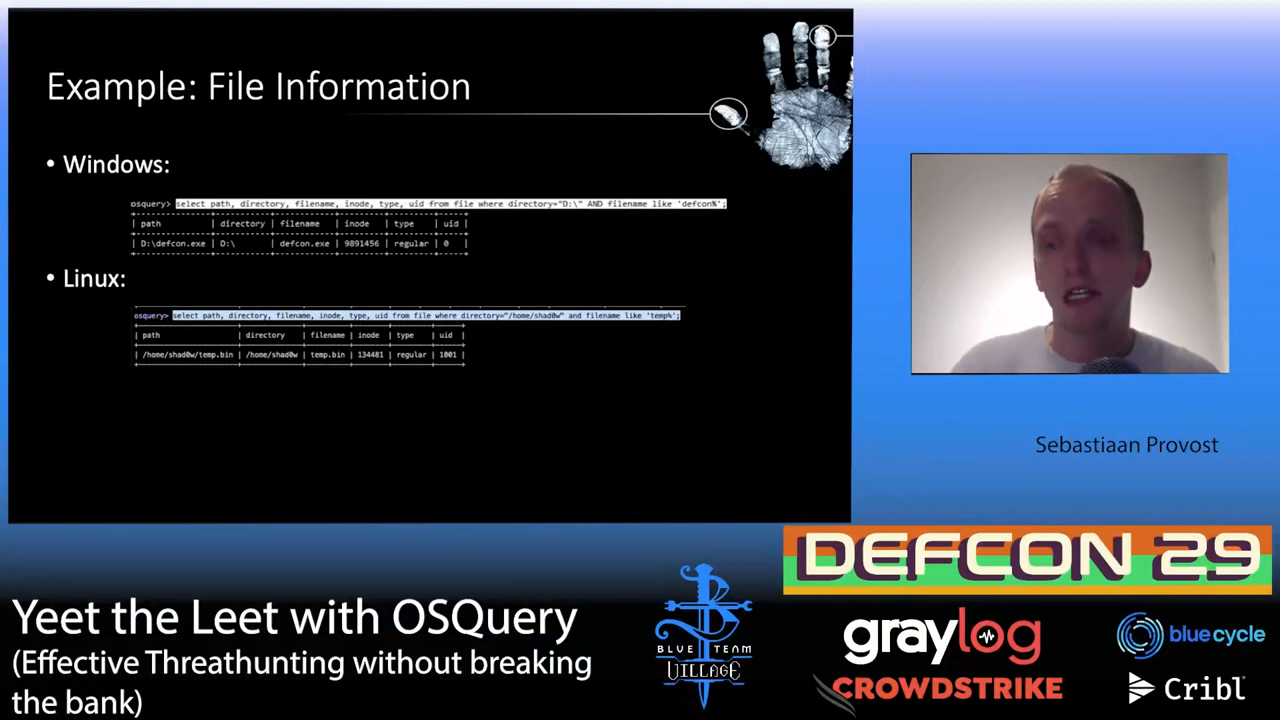 Example: File Information
• Windows:
osquery> select path, directory, filename, inode, type, uid from file where directory="D:\" AND filename like 'defcon%';
| path | directory | filename | inode | type | uid |
| D:\defcon.exe | D:\ | defcon.exe | 9891456 | regular | 0 |
• Linux:
osquery> select path, directory, filename, inode, type, uid from file where directory="/home/shad0w" and filename like 'temp%';
| path | directory | filename | inode | type | uid |
| /home/shad0w/temp.bin | /home/shad0w | temp.bin | 134481 | regular | 1001 |
Sebastiaan Provost
DEFCON 29
Yeet the Leet with OSQuery
(Effective Threathunting without breaking
the bank)
BLUE TEAM
VILLAGE
graylog
blue cycle
CROWDSTRIKE
Cribl